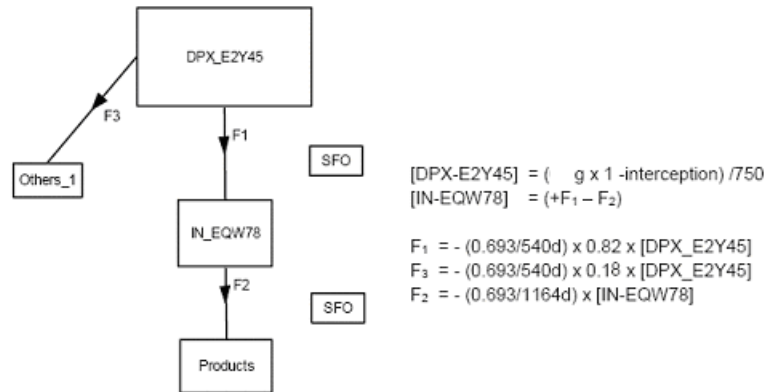 DPX_E2Y45
F3
F1
SFO
Others_1
[DPX-E2Y45] = ( g x 1 -interception) /750
[IN-EQW78] = (+F₁ – F₂)
IN_EQW78
F₁ = - (0.693/540d) x 0.82 x [DPX_E2Y45]
F₃ = - (0.693/540d) x 0.18 x [DPX_E2Y45]
F2
F₂ = - (0.693/1164d) x [IN-EQW78]
SFO
Products